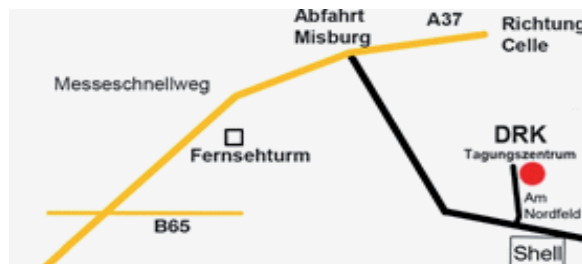 Abfahrt
Misburg
A37
Richtung
Celle
Messeschnellweg
Fernsehturm
DRK
Tagungszentrum
Am
Nordfeld
B65
Shell